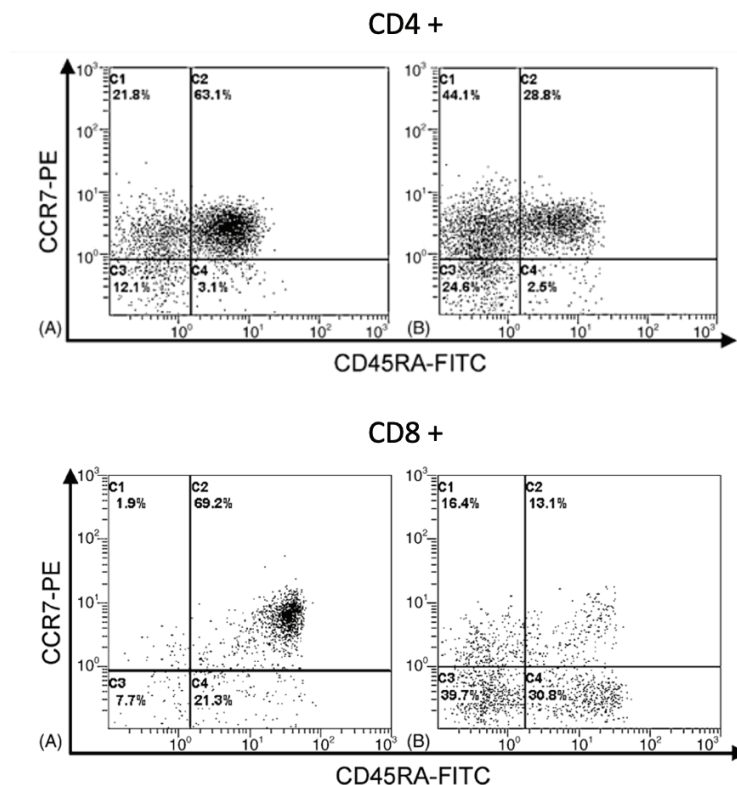 CD4 +
10³ C1 C2 C1 C2
21.8% 63.1% 10³ 44.1% 28.8%
10² 10²
CCR7-PE
10¹ 10¹
10⁰ 10⁰
C3 C4 C3 C4
12.1% 3.1% 24.6% 2.5%
(A) 10⁰ 10¹ 10² 10³ (B) 10⁰ 10¹ 10² 10³
CD45RA-FITC
CD8 +
10³ C1 C2 10³ C1 C2
1.9% 69.2% 16.4% 13.1%
10² 10²
CCR7-PE
10¹ 10¹
10⁰ 10⁰
C3 C4 C3 C4
7.7% 21.3% 39.7% 30.8%
(A) 10⁰ 10¹ 10² 10³ (B) 10⁰ 10¹ 10² 10³
CD45RA-FITC